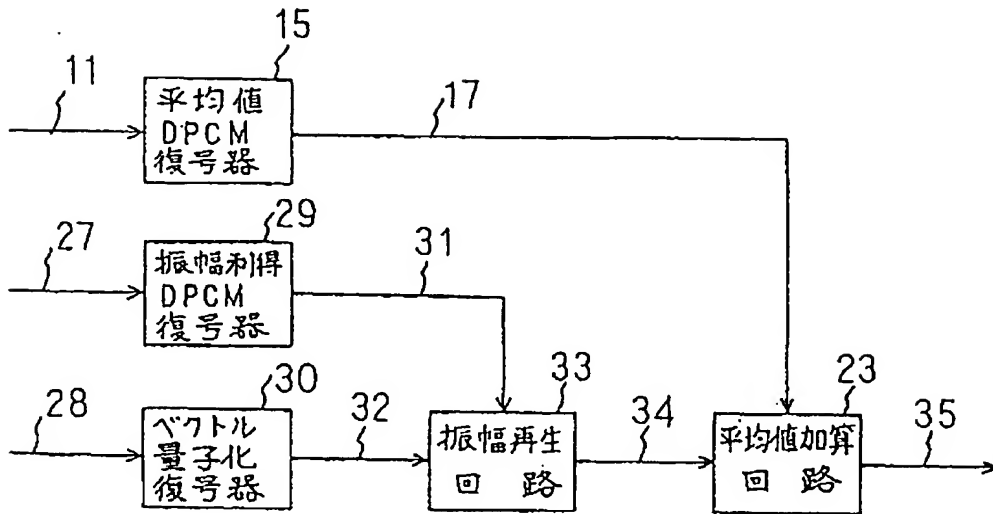 15
11
平均値
DPCM
復号器
17
29
27
振幅利得
DPCM
復号器
31
30
28
ベクトル
量子化
復号器
32
33
振幅再生
回路
34
23
平均値加算
回路
35